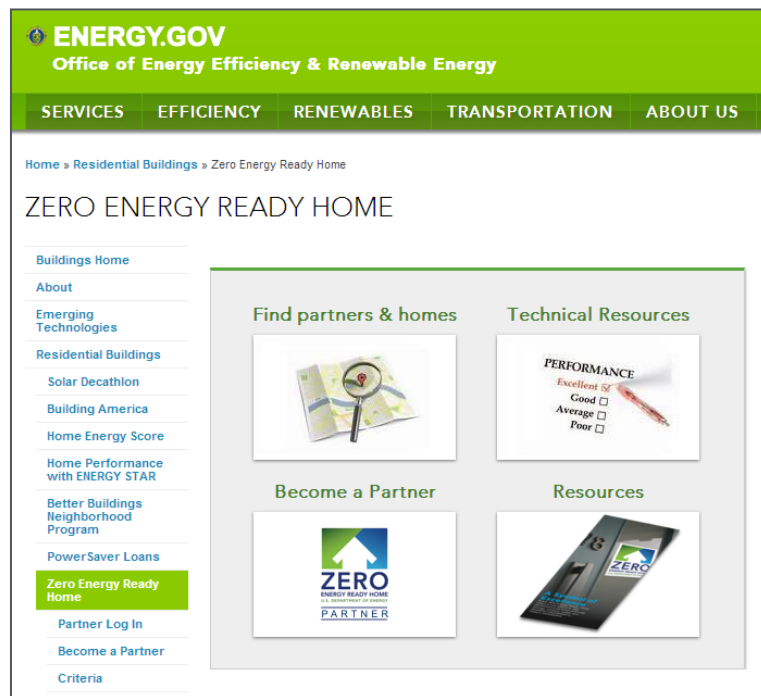 ENERGY.GOV
Office of Energy Efficiency & Renewable Energy
SERVICES EFFICIENCY RENEWABLES TRANSPORTATION ABOUT US
Home » Residential Buildings » Zero Energy Ready Home
ZERO ENERGY READY HOME
Buildings Home
About
Emerging
Technologies
Residential Buildings
Solar Decathlon
Building America
Home Energy Score
Home Performance
with ENERGY STAR
Better Buildings
Neighborhood
Program
PowerSaver Loans
Zero Energy Ready
Home
Partner Log In
Become a Partner
Criteria
Find partners & homes
Technical Resources
PERFORMANCE
Excellent
Good
Average
Poor
Become a Partner
ZERO
ENERGY READY HOME
U.S. DEPARTMENT OF ENERGY
PARTNER
Resources
ZERO
A Symbol of
Excellence